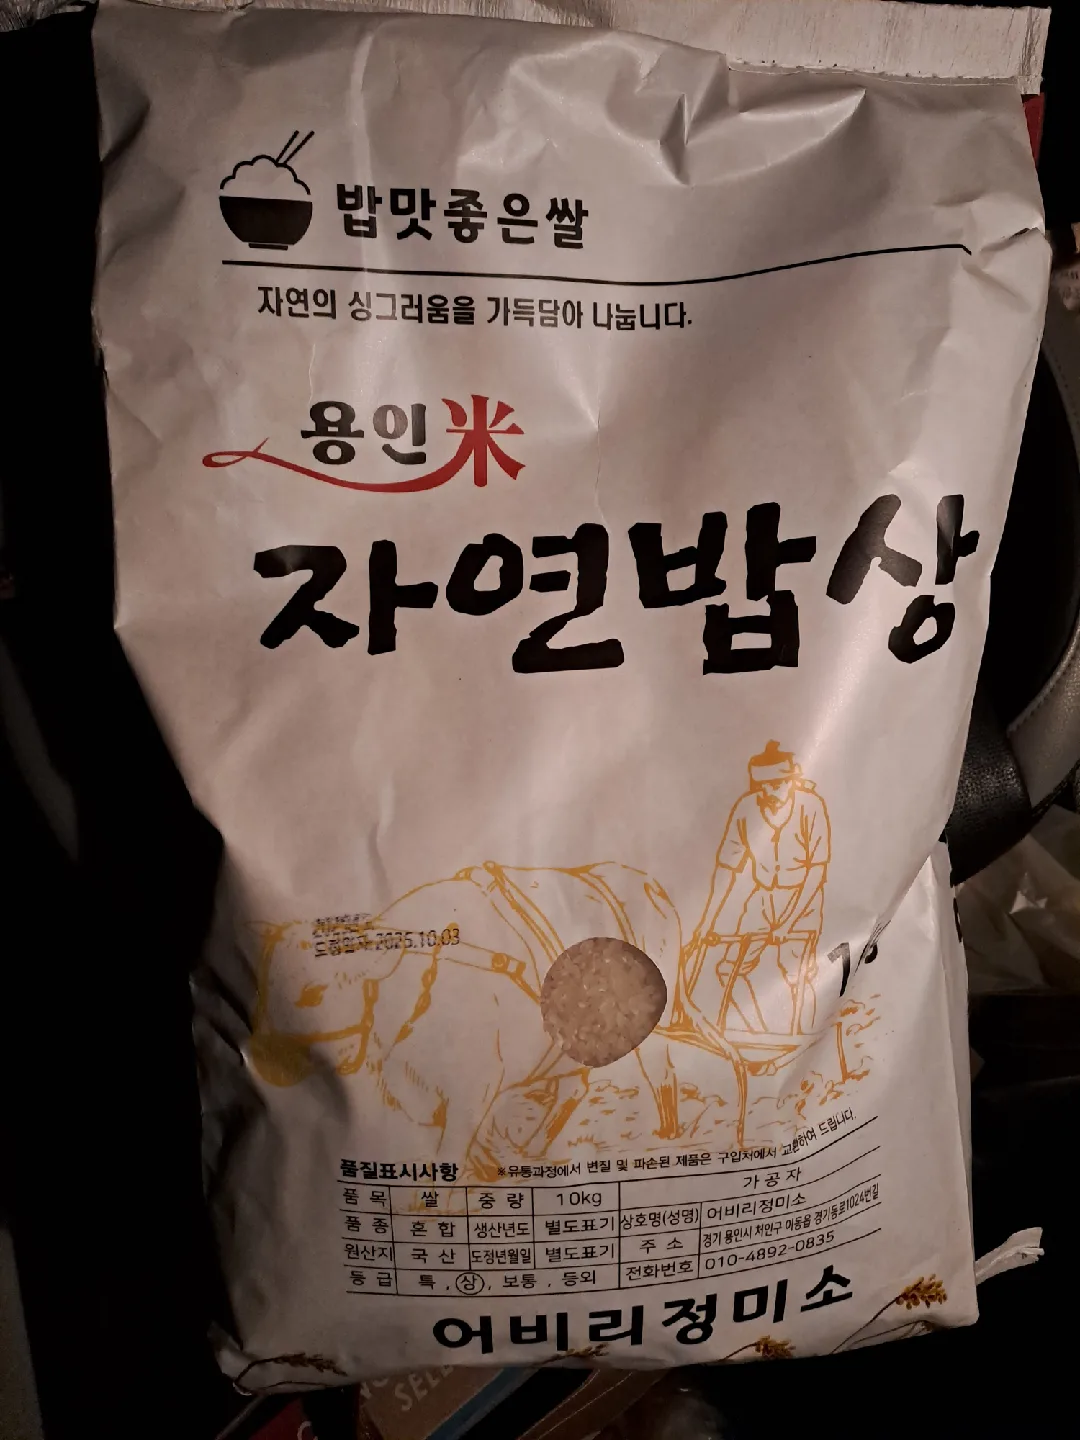 밥맛좋은쌀
자연의 싱그러움을 가득담아 나눕니다.
용인米
자연밥상
도정일자 2025.10.03
품질표시사항 ※유통과정에서 변질 및 파손된 제품은 구입처에서 교환하여 드립니다.
품 목 쌀 중 량 10kg 가 공 자
품 종 혼 합 생산년도 별도표기 상호명(성명) 어비리정미소
원산지 국 산 도정년월일 별도표기 주 소 경기 용인시 처인구 이동읍 경기동로1024번길
등 급 특 , 상 , 보통 , 등외 전화번호 010-4892-0835
어비리정미소
SEL